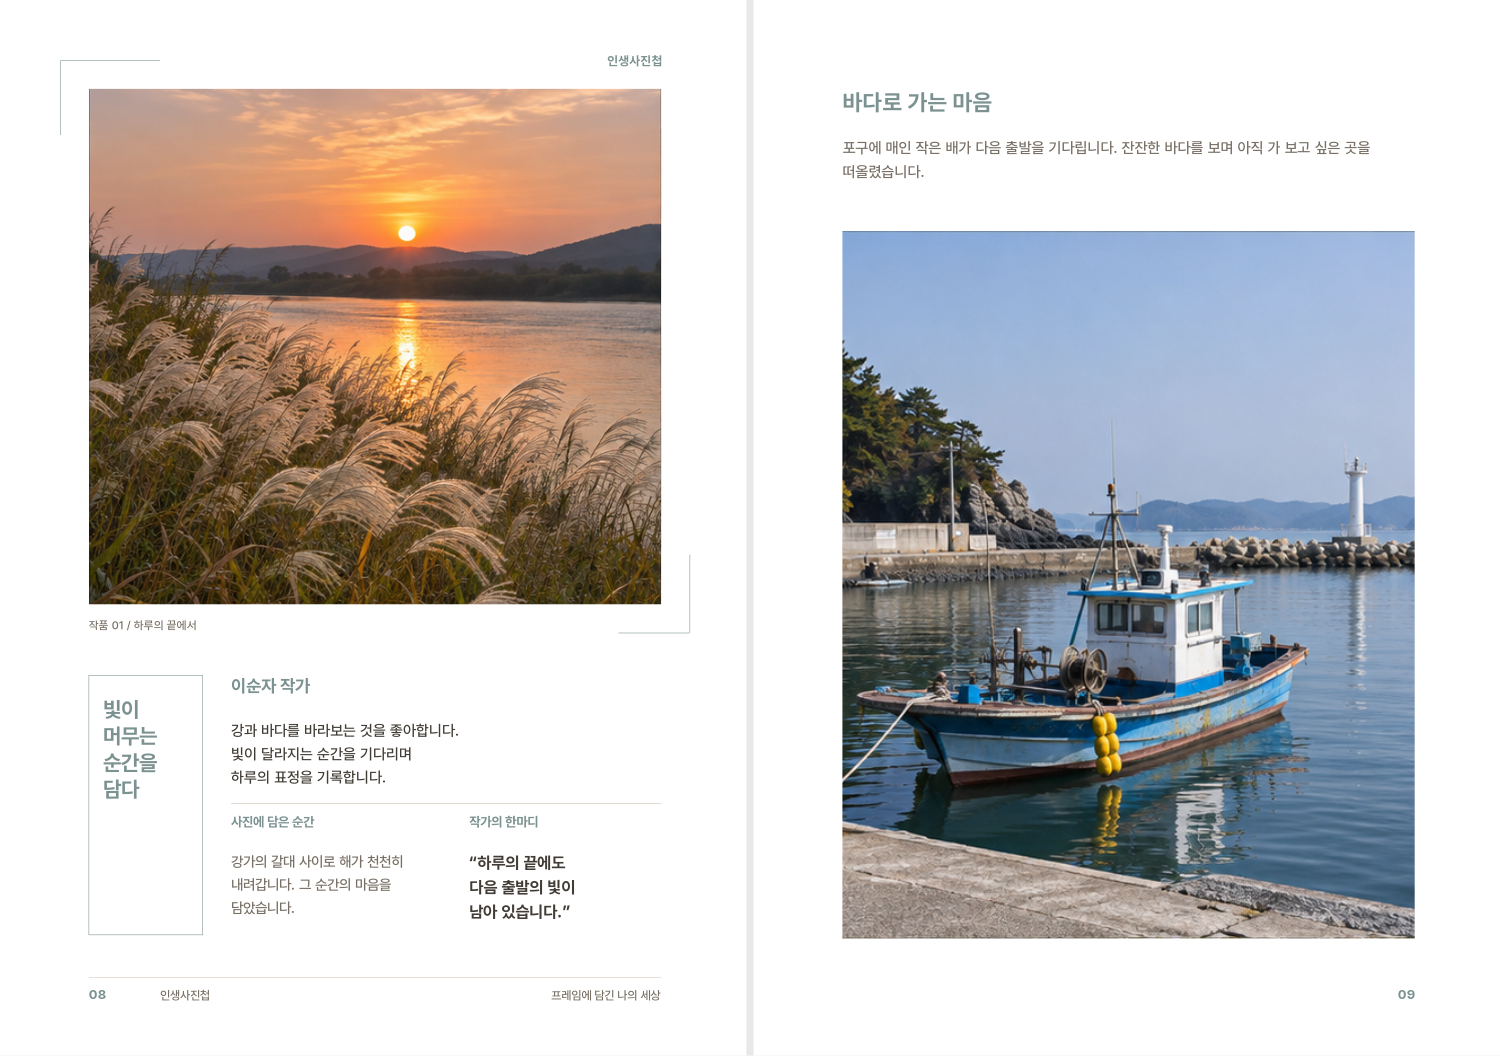 인생사진첩
작품 01 / 하루의 끝에서
빛이
머무는
순간을
담다
이순자 작가
강과 바다를 바라보는 것을 좋아합니다.
빛이 달라지는 순간을 기다리며
하루의 표정을 기록합니다.
사진에 담은 순간
강가의 갈대 사이로 해가 천천히
내려갑니다. 그 순간의 마음을
담았습니다.
작가의 한마디
“하루의 끝에도
다음 출발의 빛이
남아 있습니다.”
08 인생사진첩 프레임에 담긴 나의 세상
바다로 가는 마음
포구에 매인 작은 배가 다음 출발을 기다립니다. 잔잔한 바다를 보며 아직 가 보고 싶은 곳을
떠올렸습니다.
09